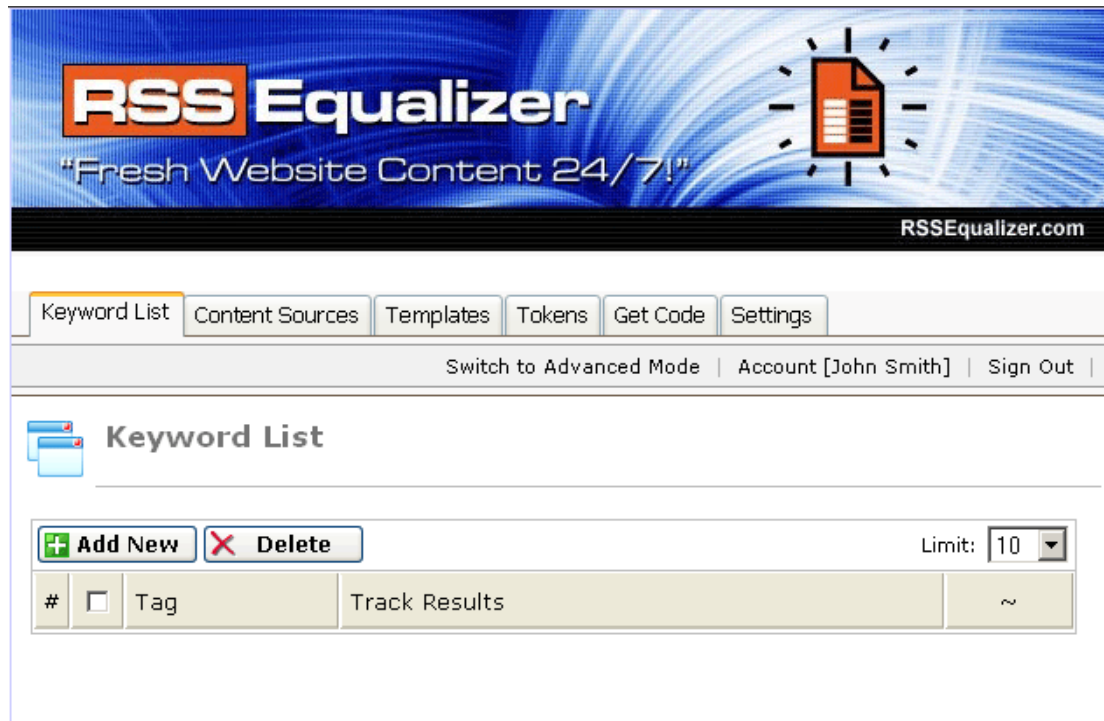 RSS Equalizer
"Fresh Website Content 24/7!"
RSSEqualizer.com
Keyword List Content Sources Templates Tokens Get Code Settings
Switch to Advanced Mode | Account [John Smith] | Sign Out |
Keyword List
Add New Delete Limit: 10
# Tag Track Results ~